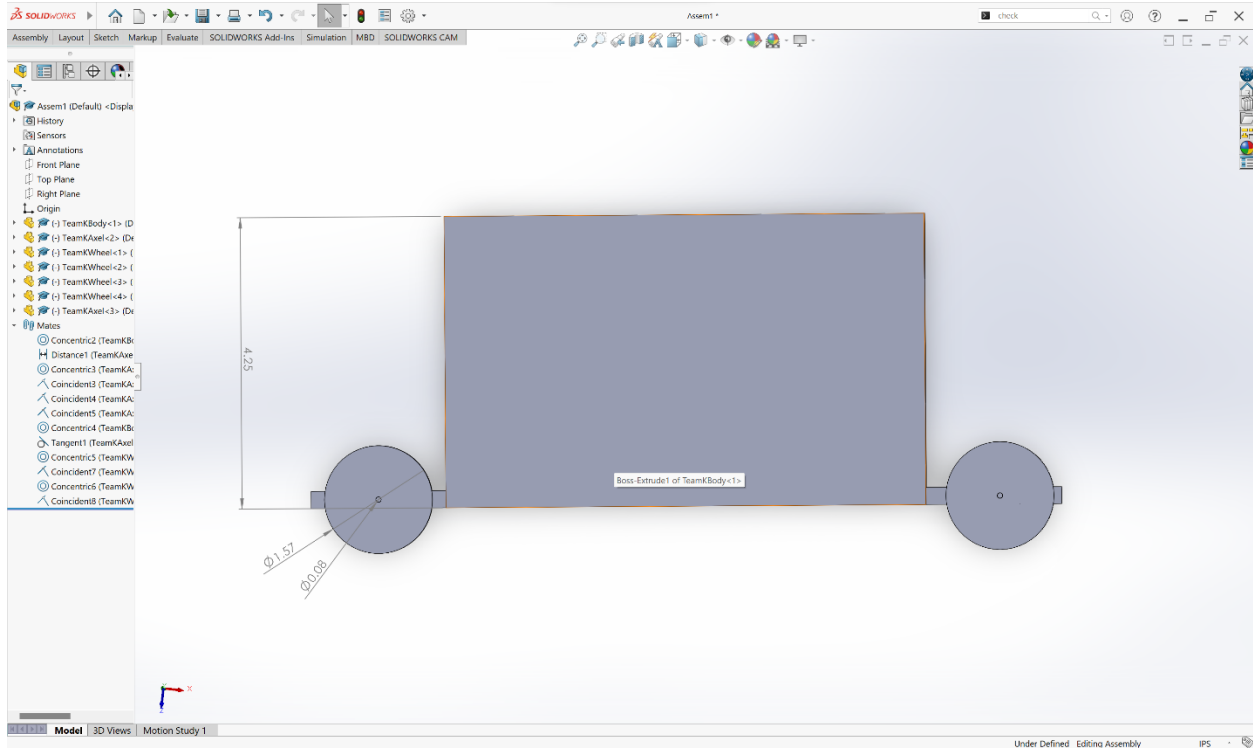 SOLIDWORKS
Assem1 *
check
Assembly Layout Sketch Markup Evaluate SOLIDWORKS Add-Ins Simulation MBD SOLIDWORKS CAM
Assem1 (Default) <Displa
History
Sensors
Annotations
Front Plane
Top Plane
Right Plane
Origin
(-) TeamKBody<1> (D
(-) TeamKAxel<2> (De
(-) TeamKWheel<1> (
(-) TeamKWheel<2> (
(-) TeamKWheel<3> (
(-) TeamKWheel<4> (
(-) TeamKAxel<3> (De
Mates
Concentric2 (TeamKBo
Distance1 (TeamKAxe
Concentric3 (TeamKA
Coincident3 (TeamKA
Coincident4 (TeamKA
Coincident5 (TeamKA
Concentric4 (TeamKBo
Tangent1 (TeamKAxel
Concentric5 (TeamKW
Coincident7 (TeamKW
Concentric6 (TeamKW
Coincident8 (TeamKW
4.25
Boss-Extrude1 of TeamKBody<1>
Ø1.57
Ø0.08
X
Z
Model 3D Views Motion Study 1
Under Defined Editing Assembly IPS